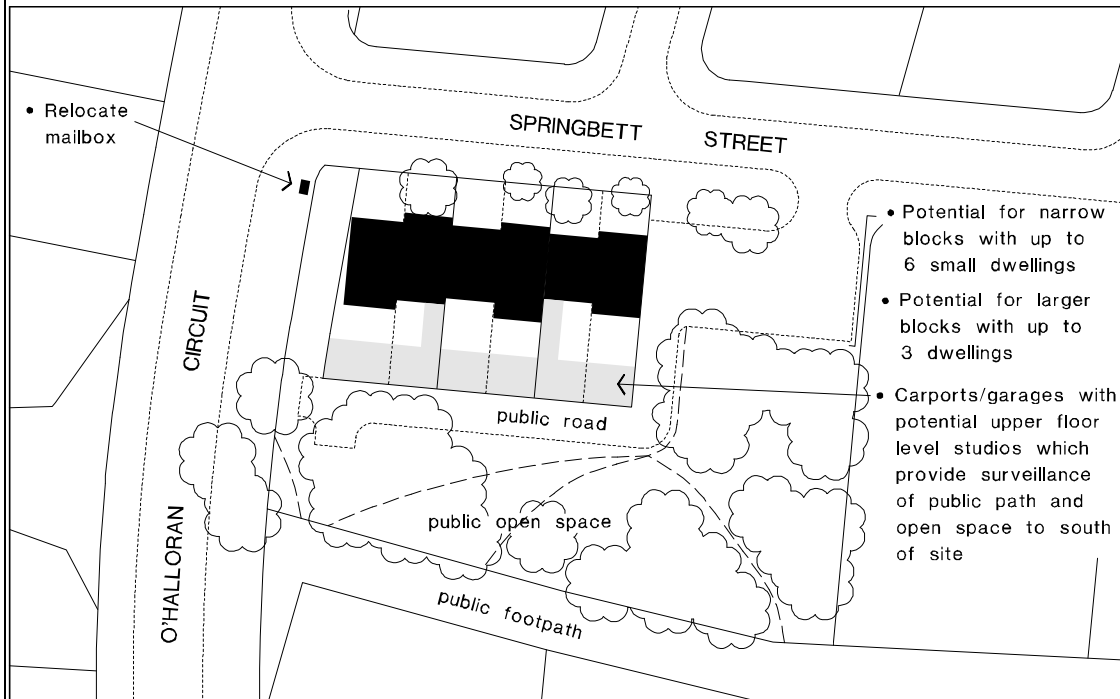 • Relocate
mailbox
SPRINGBETT STREET
• Potential for narrow
blocks with up to
6 small dwellings
• Potential for larger
blocks with up to
3 dwellings
• Carports/garages with
potential upper floor
level studios which
provide surveillance
of public path and
open space to south
of site
O'HALLORAN CIRCUIT
public road
public open space
public footpath